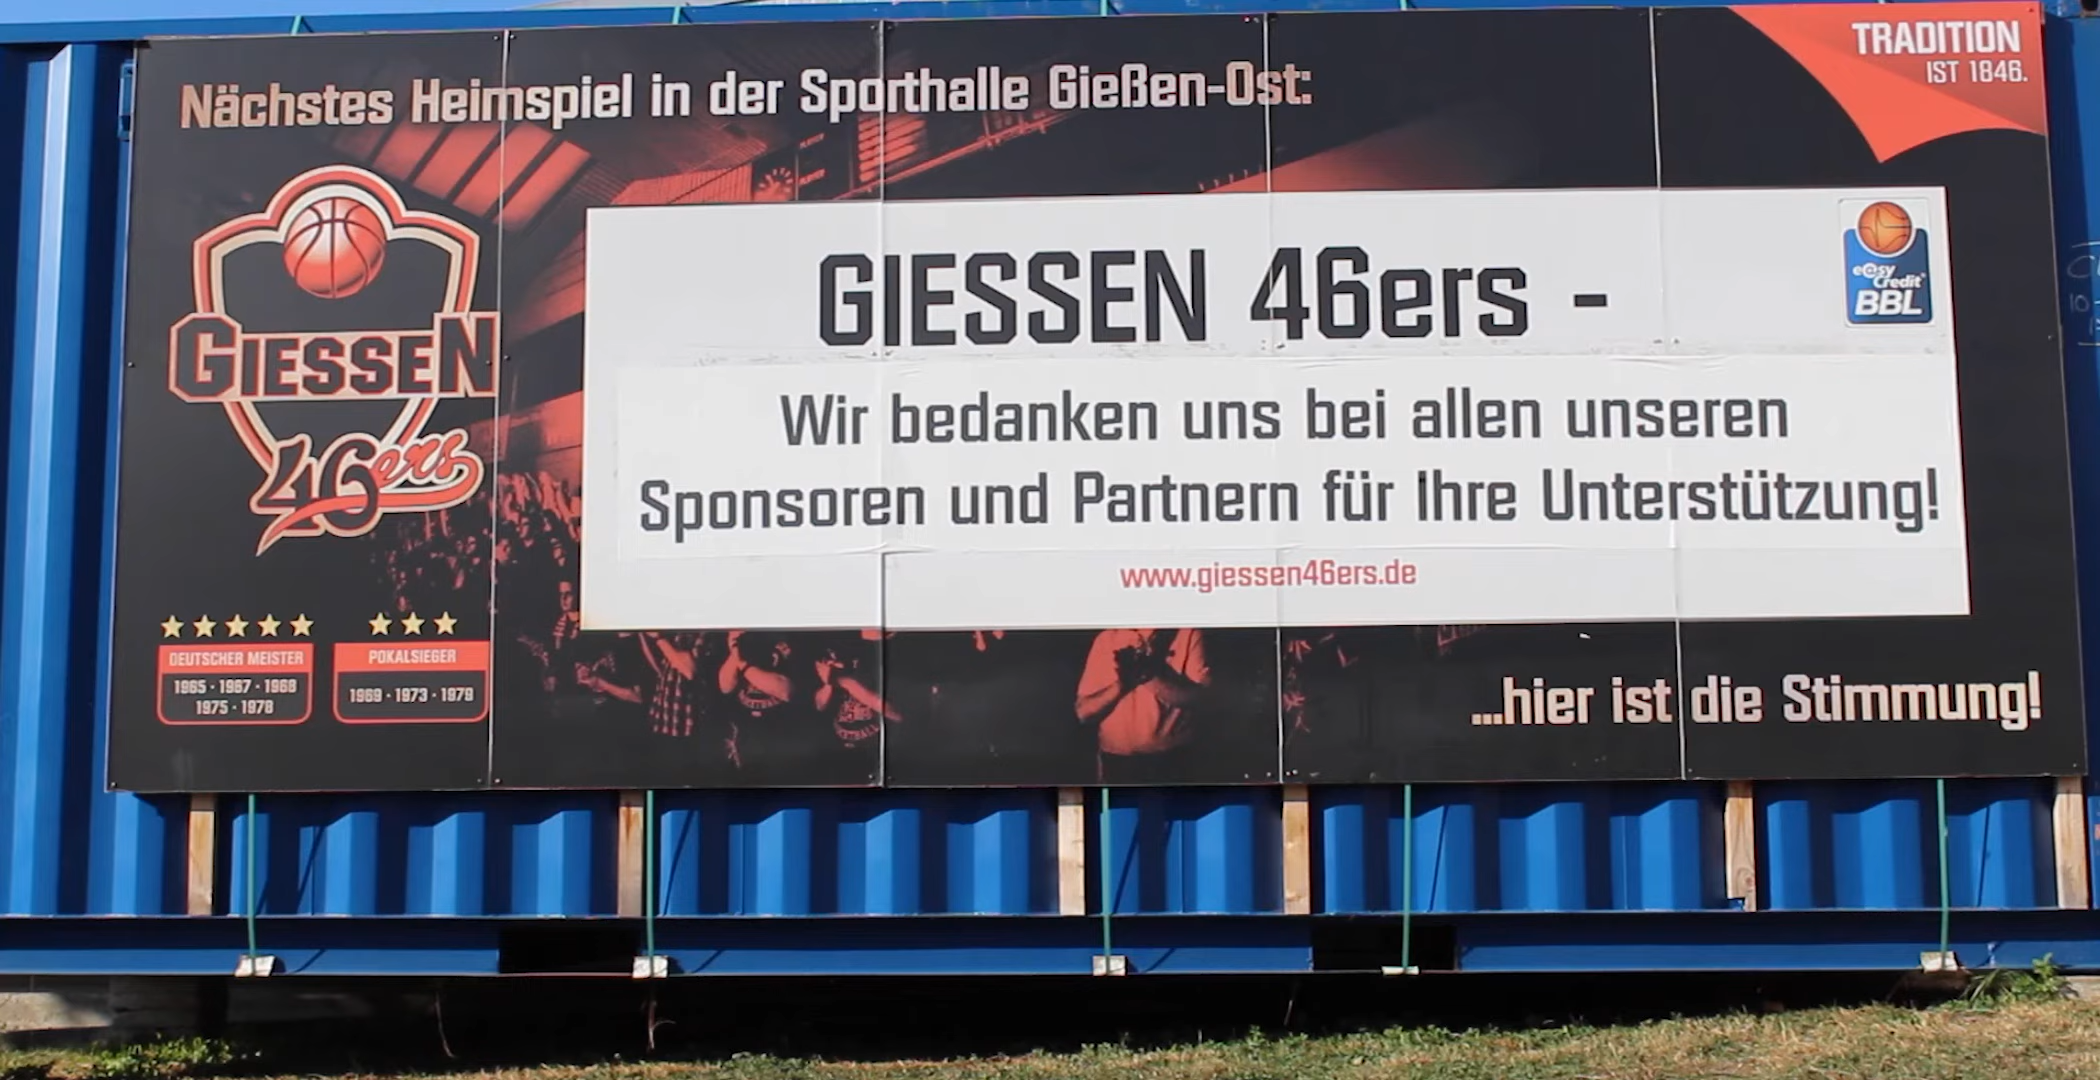 Nächstes Heimspiel in der Sporthalle Gießen-Ost:
TRADITION
IST 1846.
GIESSEN
46ers
GIESSEN 46ers -
easy
Credit
BBL
Wir bedanken uns bei allen unseren
Sponsoren und Partnern für Ihre Unterstützung!
www.giessen46ers.de
DEUTSCHER MEISTER
1965 · 1967 · 1968
1975 · 1978
POKALSIEGER
1969 · 1973 · 1979
...hier ist die Stimmung!